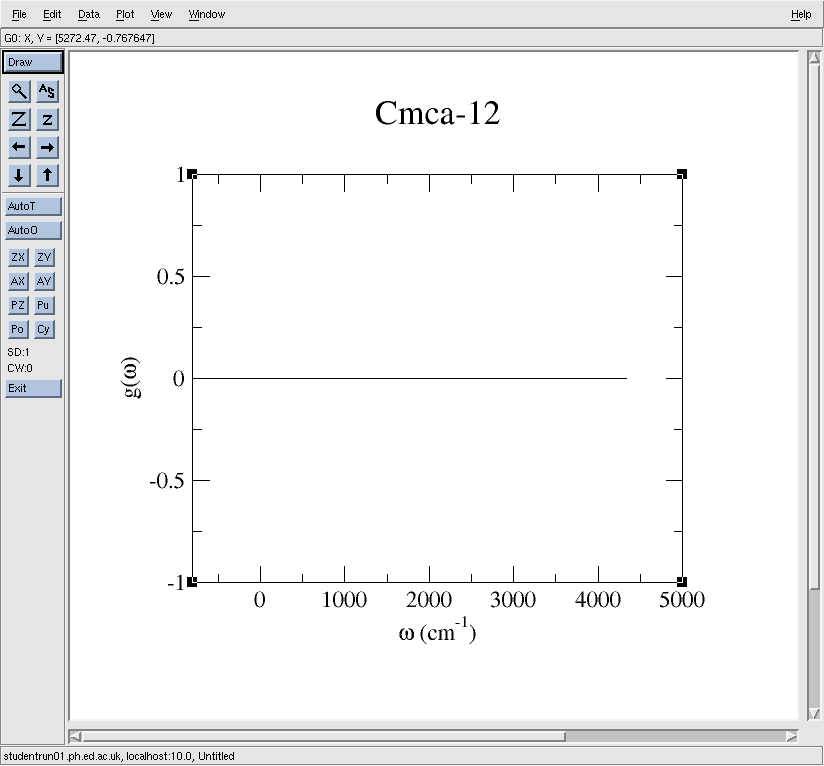 File Edit Data Plot View Window Help
G0: X, Y = [5272.47, -0.767647]
Draw
AS
Z z
AutoT
AutoO
ZX ZY
AX AY
PZ Pu
Po Cy
SD:1
CW:0
Exit
Cmca-12
1
0.5
0
-0.5
-1
g(ω)
0 1000 2000 3000 4000 5000
ω (cm⁻¹)
studentrun01.ph.ed.ac.uk, localhost:10.0, Untitled